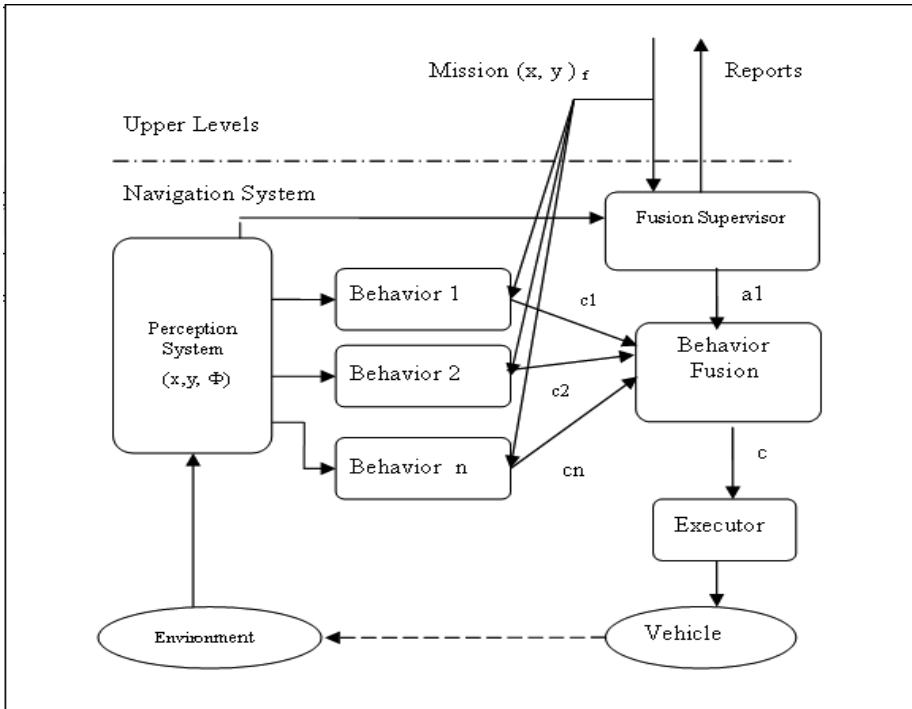 Mission (x, y) f
Reports
Upper Levels
Navigation System
Fusion Supervisor
Behavior 1
c1
a1
Perception
System
(x,y, Φ)
Behavior
Fusion
Behavior 2
c2
Behavior n
cn
c
Executor
Environment
Vehicle